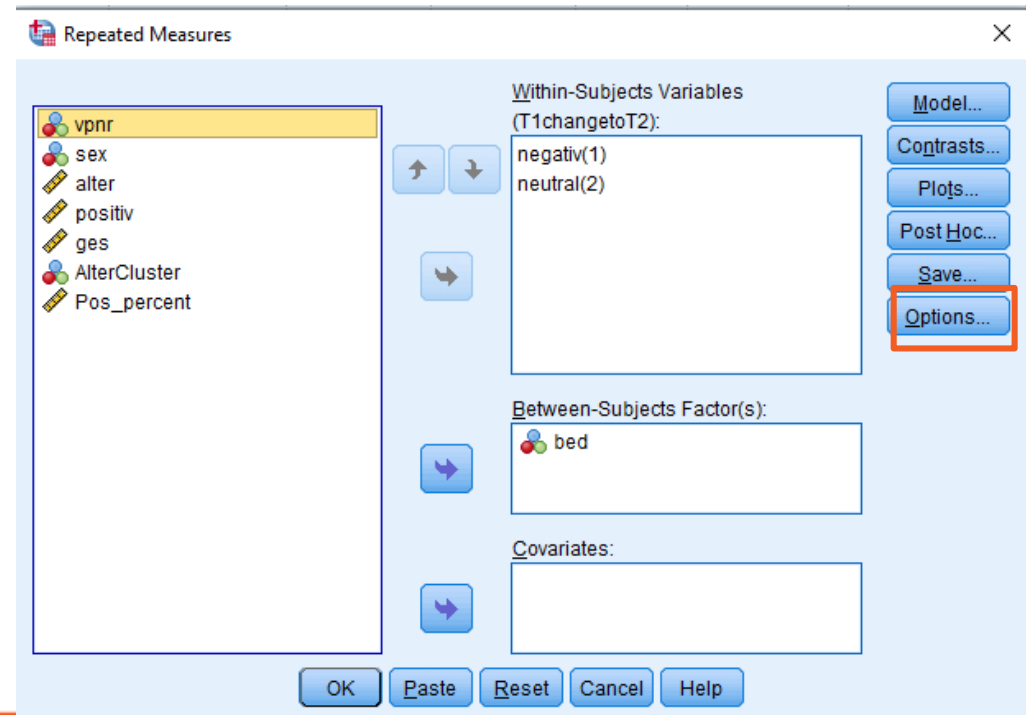 Repeated Measures
vpnr
sex
alter
positiv
ges
AlterCluster
Pos_percent
Within-Subjects Variables
(T1changetoT2):
negativ(1)
neutral(2)
Between-Subjects Factor(s):
bed
Covariates:
Model...
Contrasts...
Plots...
Post Hoc...
Save...
Options...
OK
Paste
Reset
Cancel
Help